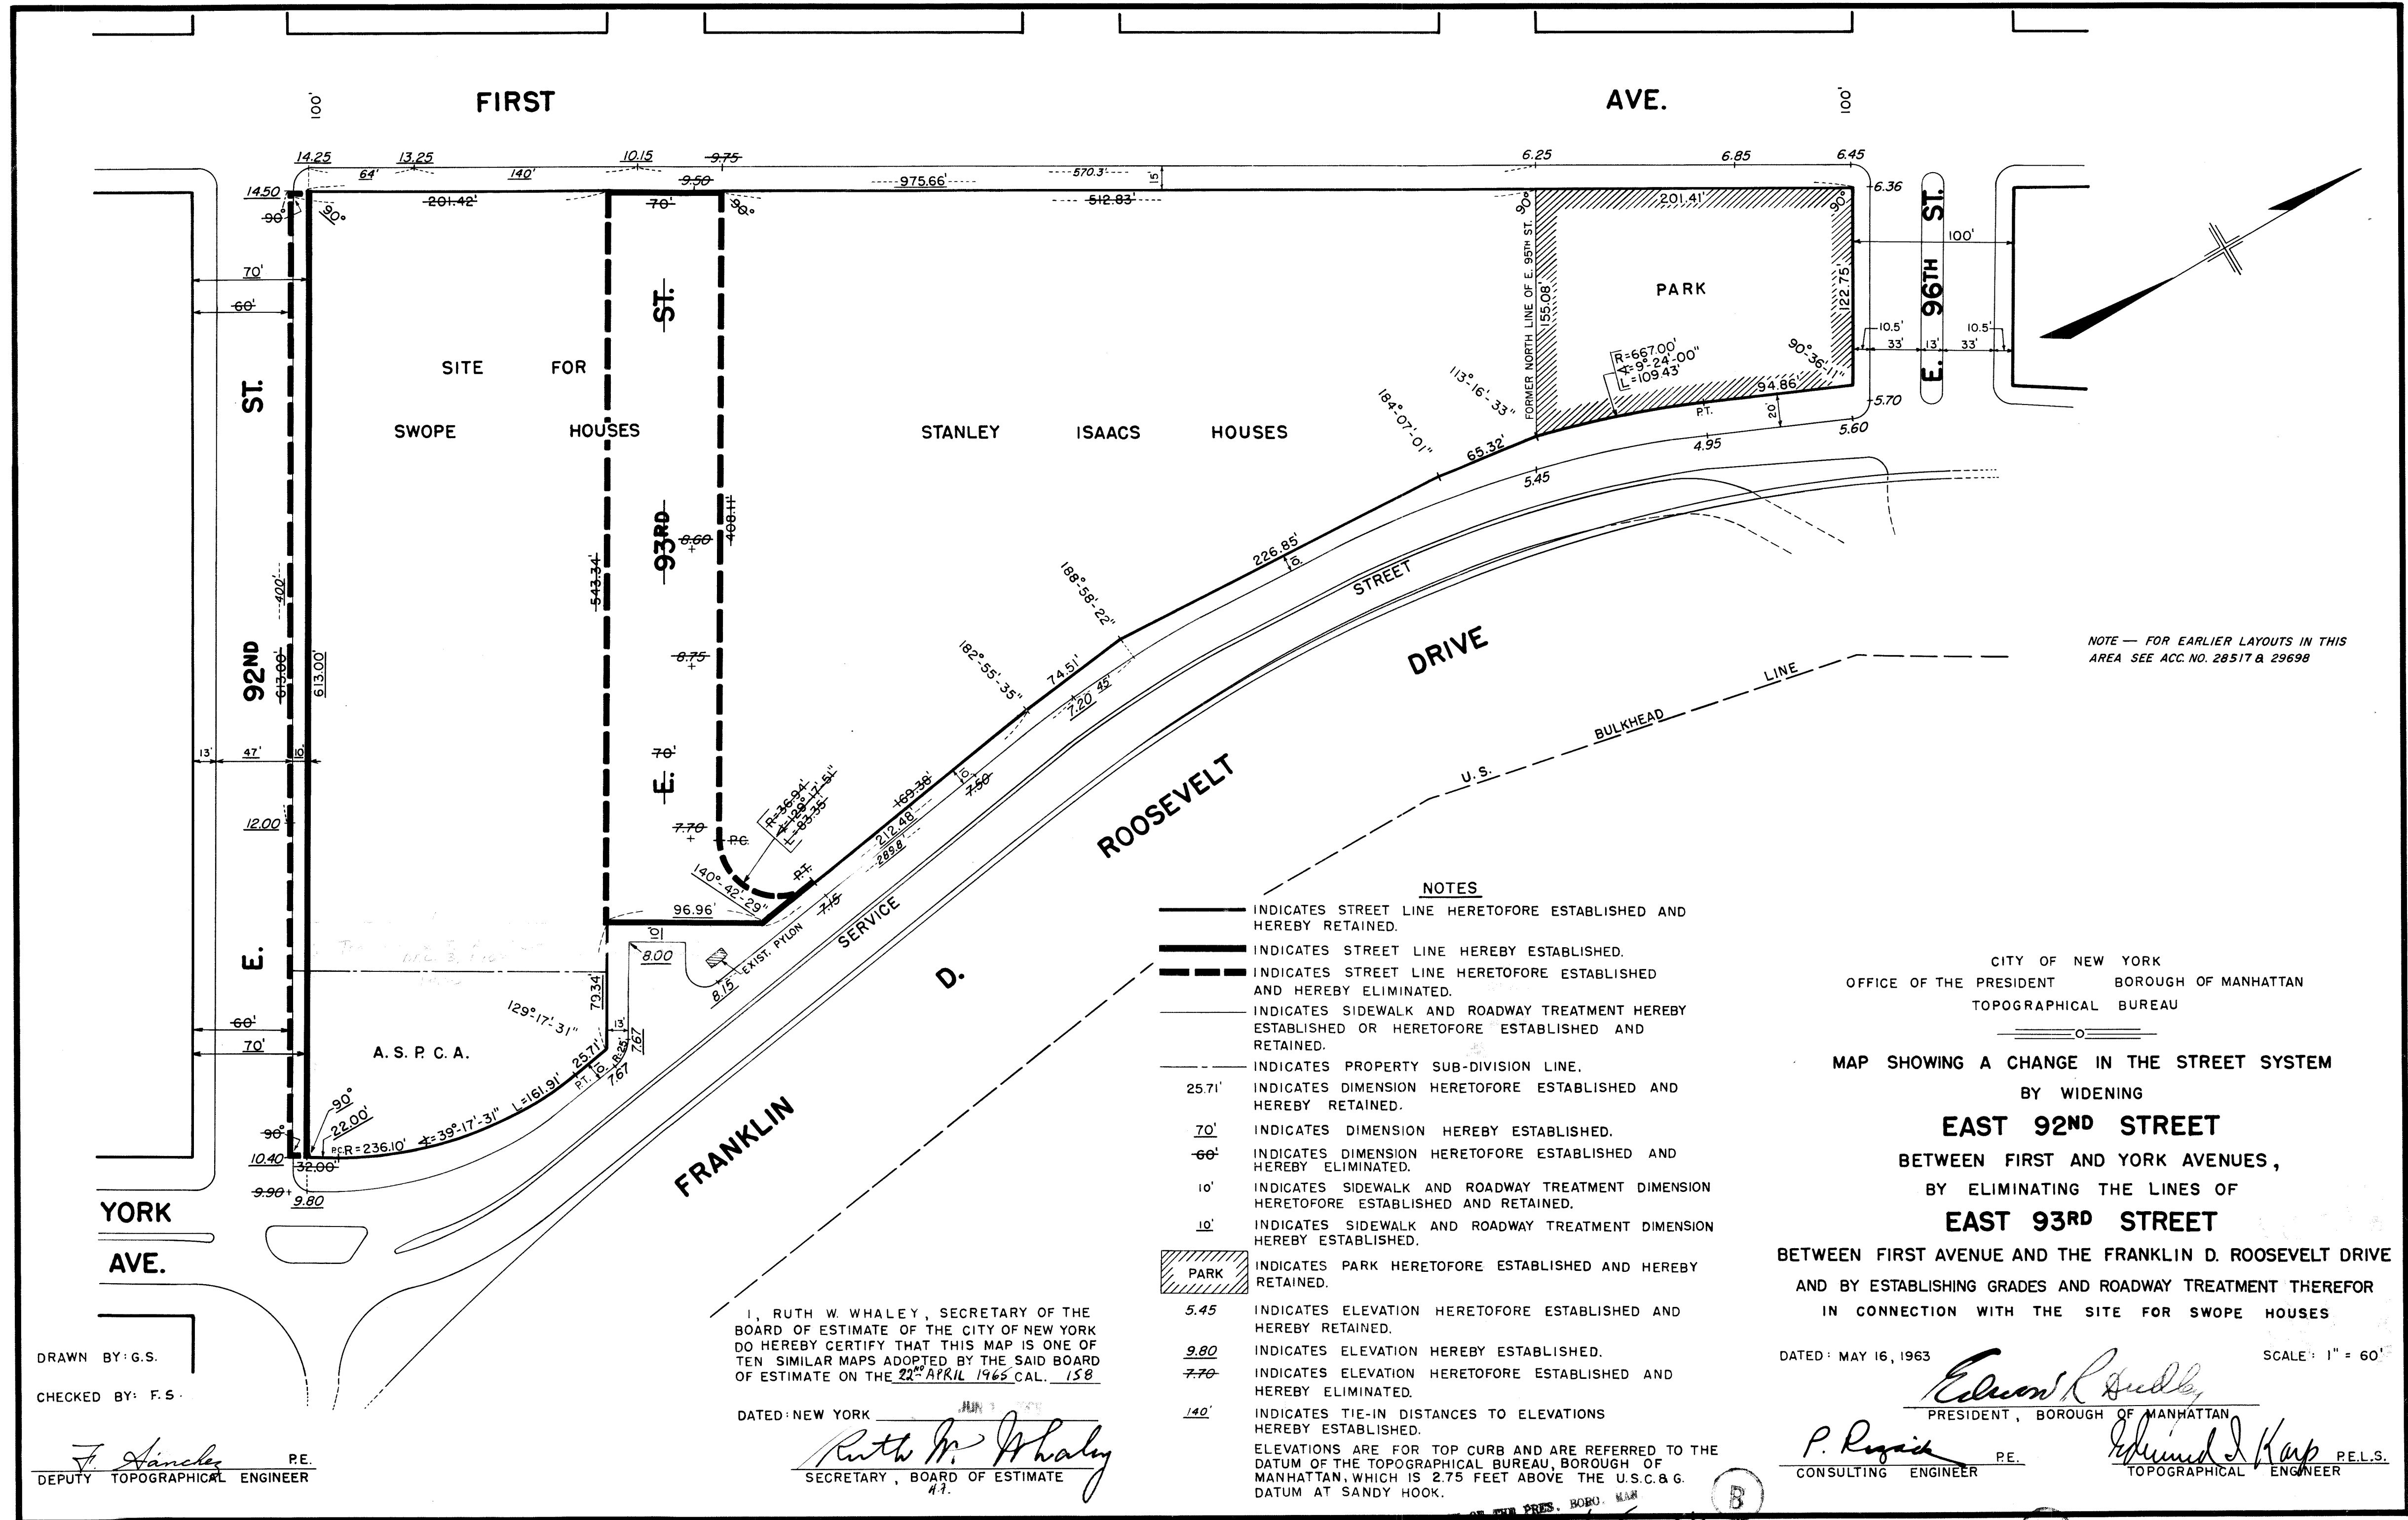 FIRST
AVE.
100'
100'
14.25
13.25
10.15
9.75
6.25
6.85
6.45
64'
140'
9.50
975.66'
570.3'
15'
14.50
201.42'
70'
90°
512.83'
201.41'
6.36
90°
90°
90°
90°
70'
60'
SITE FOR
SWOPE HOUSES
STANLEY ISAACS HOUSES
E. 92ND ST.
E. 93RD ST.
E. 96TH ST.
FORMER NORTH LINE OF E. 95TH ST.
155.08'
PARK
122.75'
100'
10.5'
33'
13'
33'
10.5'
R=667.00'
∡=9°-24'-00"
L=109.43'
90°-36'-11"
94.86'
P.T.
20'
5.70
5.60
4.95
5.45
113°-16'-33"
184°-07'-01"
65.32'
226.85'
10'
188°-58'-22"
182°-55'-35"
74.51'
45'
7.20
400'
613.00'
613.00'
543.34'
408.11'
8.60
8.75
70'
7.70
P.C.
R=36.94'
∡=129°-17'-51"
L=83.35'
P.T.
140°-42'-29"
96.96'
169.38'
212.48'
289.8'
10'
7.50
7.15
13'
47'
10'
12.00
10'
8.00
EXIST. PYLON
8.15
SERVICE STREET
FRANKLIN D. ROOSEVELT DRIVE
U.S. BULKHEAD LINE
79.34'
129°-17'-31"
13'
7.67
R=25'
25.71'
P.T.
10'
7.67
60'
70'
A.S.P.C.A.
90°
22.00'
90°
P.C.
R=236.10'
∡=39°-17'-31"
L=161.91'
10.40
32.00'
9.90
9.80
YORK
AVE.
NOTE — FOR EARLIER LAYOUTS IN THIS
AREA SEE ACC. NO. 28517 & 29698
NOTES
INDICATES STREET LINE HERETOFORE ESTABLISHED AND
HEREBY RETAINED.
INDICATES STREET LINE HEREBY ESTABLISHED.
INDICATES STREET LINE HERETOFORE ESTABLISHED
AND HEREBY ELIMINATED.
INDICATES SIDEWALK AND ROADWAY TREATMENT HEREBY
ESTABLISHED OR HERETOFORE ESTABLISHED AND
RETAINED.
INDICATES PROPERTY SUB-DIVISION LINE.
25.71' INDICATES DIMENSION HERETOFORE ESTABLISHED AND
HEREBY RETAINED.
70' INDICATES DIMENSION HEREBY ESTABLISHED.
60' INDICATES DIMENSION HERETOFORE ESTABLISHED AND
HEREBY ELIMINATED.
10' INDICATES SIDEWALK AND ROADWAY TREATMENT DIMENSION
HERETOFORE ESTABLISHED AND RETAINED.
10' INDICATES SIDEWALK AND ROADWAY TREATMENT DIMENSION
HEREBY ESTABLISHED.
PARK INDICATES PARK HERETOFORE ESTABLISHED AND HEREBY
RETAINED.
5.45 INDICATES ELEVATION HERETOFORE ESTABLISHED AND
HEREBY RETAINED.
9.80 INDICATES ELEVATION HEREBY ESTABLISHED.
7.70 INDICATES ELEVATION HERETOFORE ESTABLISHED AND
HEREBY ELIMINATED.
140' INDICATES TIE-IN DISTANCES TO ELEVATIONS
HEREBY ESTABLISHED.
ELEVATIONS ARE FOR TOP CURB AND ARE REFERRED TO THE
DATUM OF THE TOPOGRAPHICAL BUREAU, BOROUGH OF
MANHATTAN, WHICH IS 2.75 FEET ABOVE THE U.S.C.& G.
DATUM AT SANDY HOOK.
PRES. BORO. MAN
B
CITY OF NEW YORK
OFFICE OF THE PRESIDENT BOROUGH OF MANHATTAN
TOPOGRAPHICAL BUREAU
MAP SHOWING A CHANGE IN THE STREET SYSTEM
BY WIDENING
EAST 92ND STREET
BETWEEN FIRST AND YORK AVENUES,
BY ELIMINATING THE LINES OF
EAST 93RD STREET
BETWEEN FIRST AVENUE AND THE FRANKLIN D. ROOSEVELT DRIVE
AND BY ESTABLISHING GRADES AND ROADWAY TREATMENT THEREFOR
IN CONNECTION WITH THE SITE FOR SWOPE HOUSES
DATED: MAY 16, 1963 SCALE: 1" = 60'
Edward R Dudley
PRESIDENT, BOROUGH OF MANHATTAN
P. P.E.
CONSULTING ENGINEER
Edmund I Karp P.E.L.S.
TOPOGRAPHICAL ENGINEER
I, RUTH W. WHALEY, SECRETARY OF THE
BOARD OF ESTIMATE OF THE CITY OF NEW YORK
DO HEREBY CERTIFY THAT THIS MAP IS ONE OF
TEN SIMILAR MAPS ADOPTED BY THE SAID BOARD
OF ESTIMATE ON THE 22ND APRIL 1965 CAL. 158
DATED: NEW YORK JUN
Ruth W. Whaley
SECRETARY, BOARD OF ESTIMATE
H.F.
DRAWN BY: G.S.
CHECKED BY: F.S.
F. Sanchez P.E.
DEPUTY TOPOGRAPHICAL ENGINEER